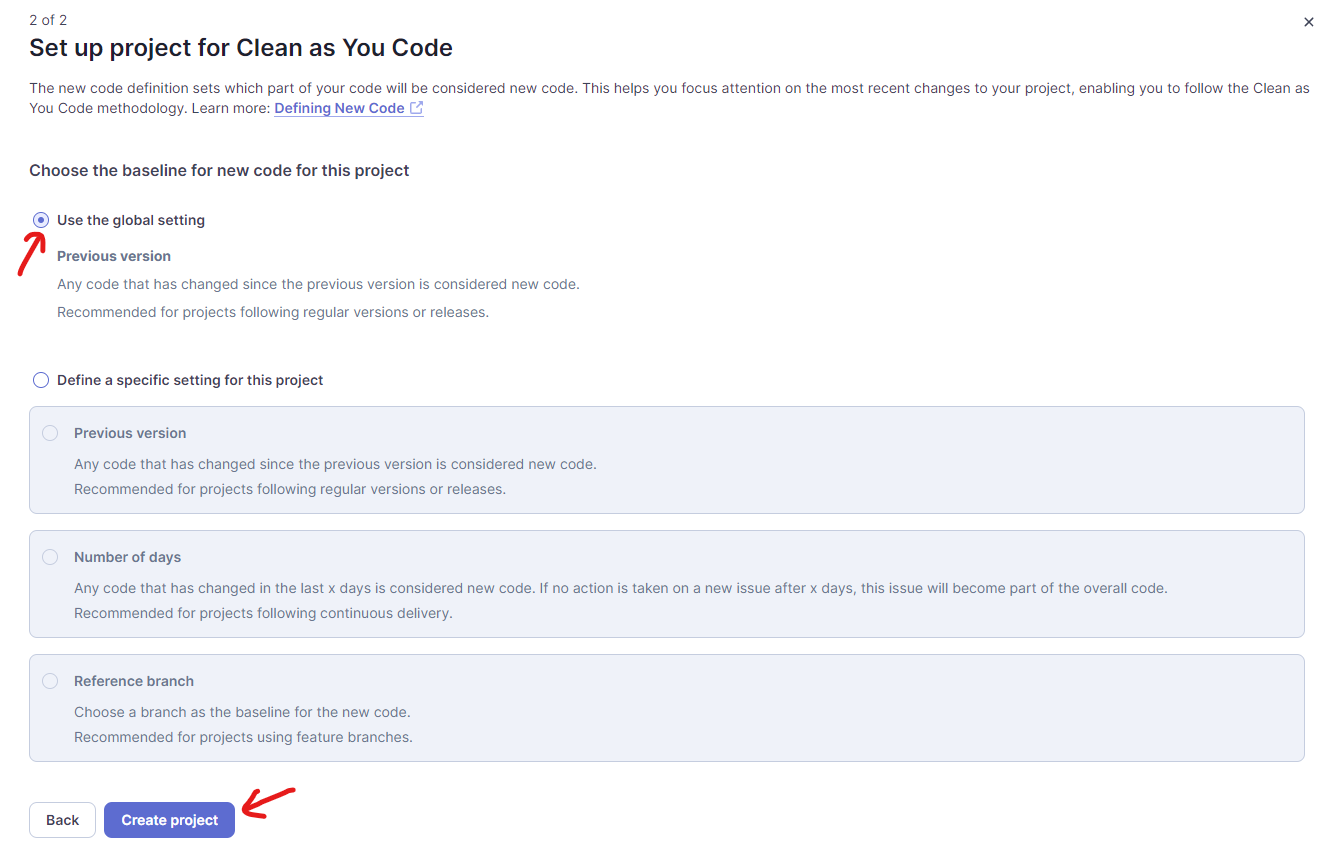 2 of 2
Set up project for Clean as You Code
The new code definition sets which part of your code will be considered new code. This helps you focus attention on the most recent changes to your project, enabling you to follow the Clean as
You Code methodology. Learn more: Defining New Code
Choose the baseline for new code for this project
Use the global setting
Previous version
Any code that has changed since the previous version is considered new code.
Recommended for projects following regular versions or releases.
Define a specific setting for this project
Previous version
Any code that has changed since the previous version is considered new code.
Recommended for projects following regular versions or releases.
Number of days
Any code that has changed in the last x days is considered new code. If no action is taken on a new issue after x days, this issue will become part of the overall code.
Recommended for projects following continuous delivery.
Reference branch
Choose a branch as the baseline for the new code.
Recommended for projects using feature branches.
Back Create project